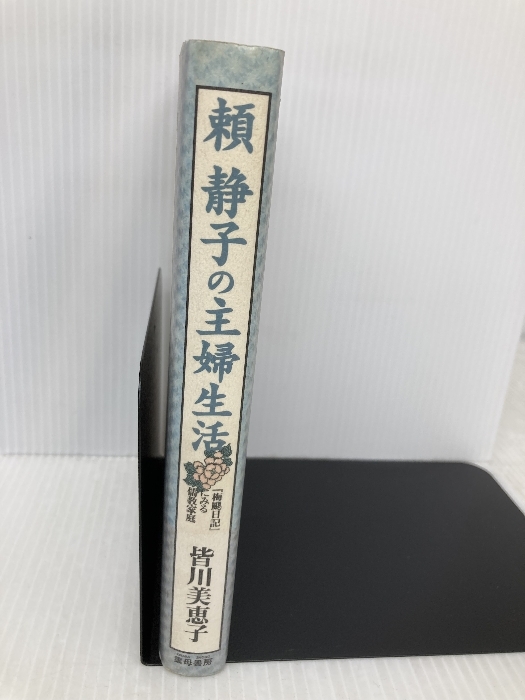 頼 静子の主婦生活
『梅颸日記』
にみる
儒教家庭
皆川美恵子
雲母書房